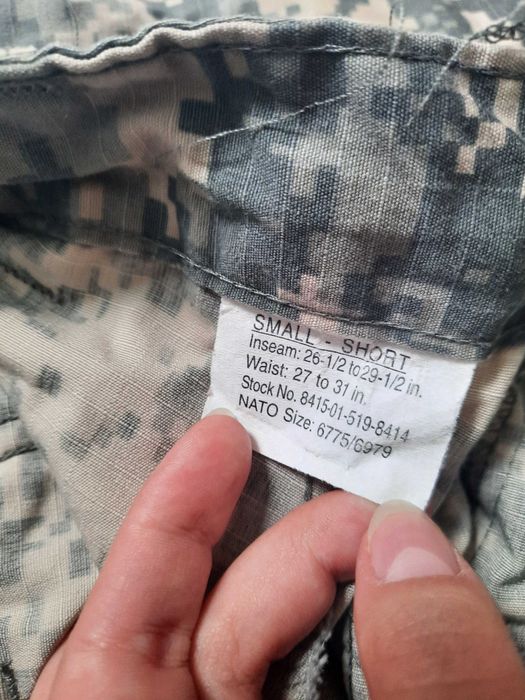 SMALL - SHORT
Inseam: 26-1/2 to 29-1/2 in.
Waist: 27 to 31 in.
Stock No. 8415-01-519-8414
NATO Size: 6775/6979